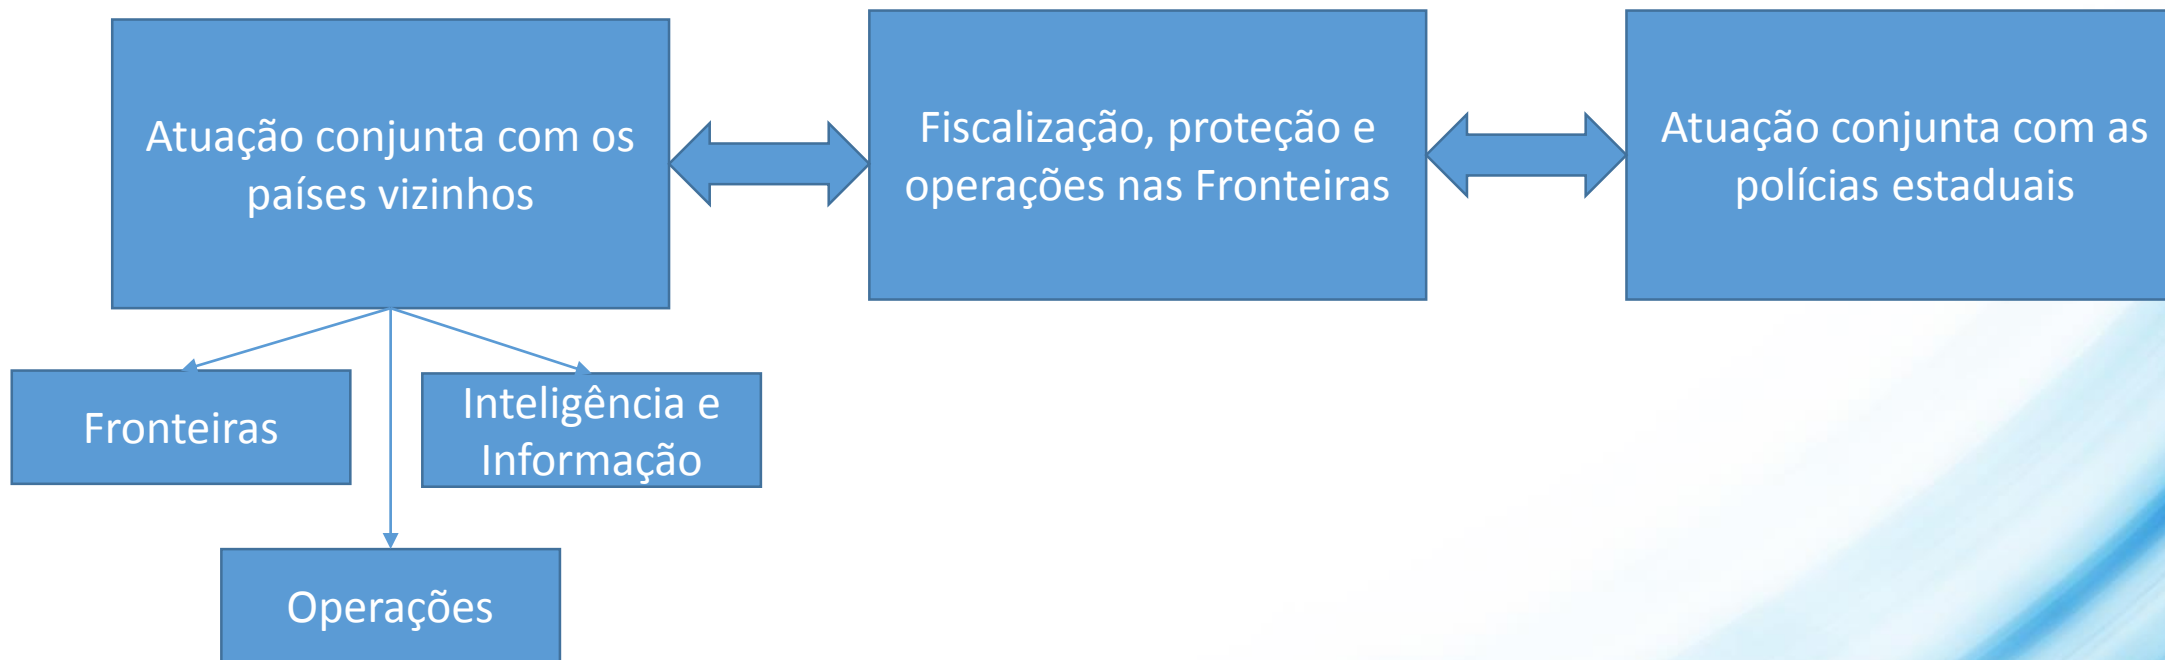 Atuação conjunta com os
países vizinhos
Fiscalização, proteção e
operações nas Fronteiras
Atuação conjunta com as
polícias estaduais
Fronteiras
Inteligência e
Informação
Operações